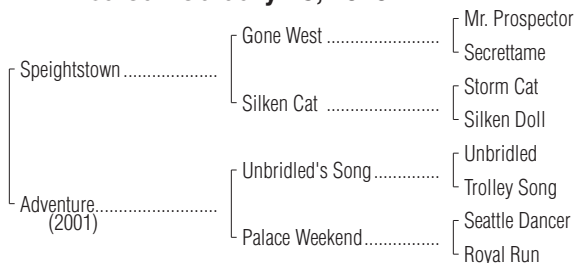 Mr. Prospector
Gone West
Secrettame
Speightstown
Storm Cat
Silken Cat
Silken Doll
Unbridled
Unbridled's Song
Trolley Song
Adventure
(2001)
Seattle Dancer
Palace Weekend
Royal Run